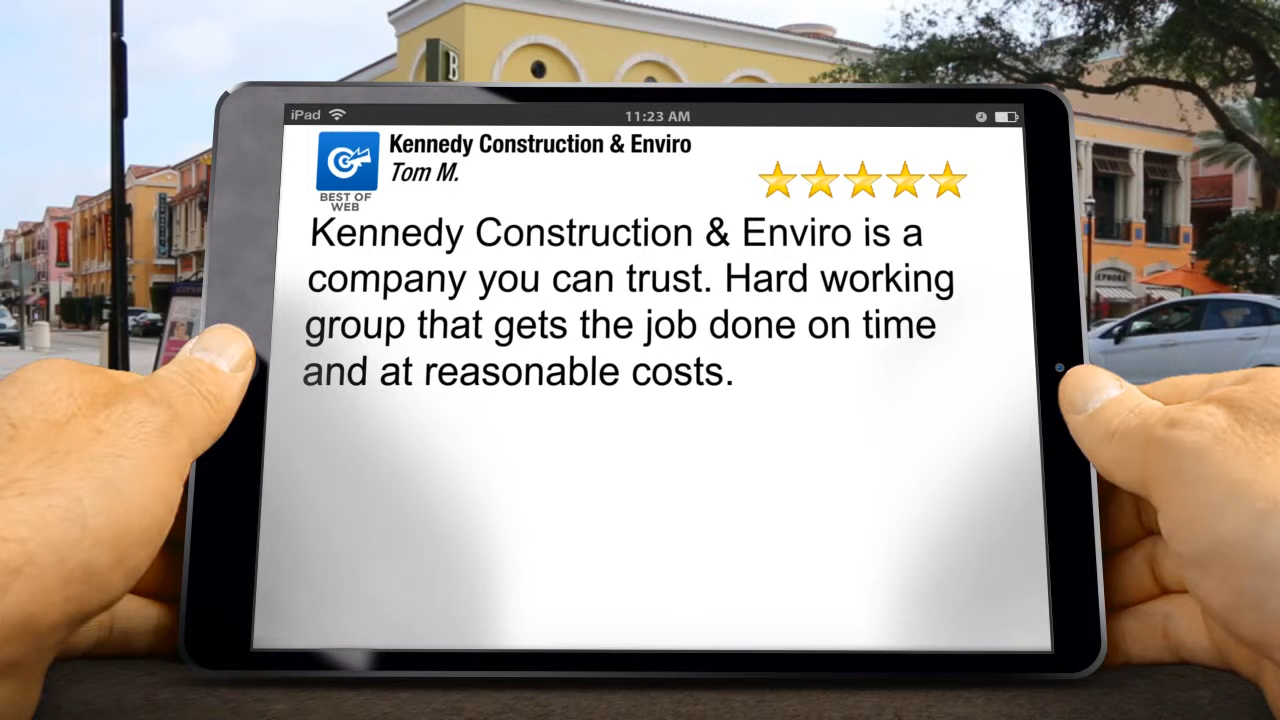 B
iPad
11:23 AM
Kennedy Construction & Enviro
Tom M.
BEST OF
WEB
Kennedy Construction & Enviro is a
company you can trust. Hard working
group that gets the job done on time
and at reasonable costs.
SEPHORA